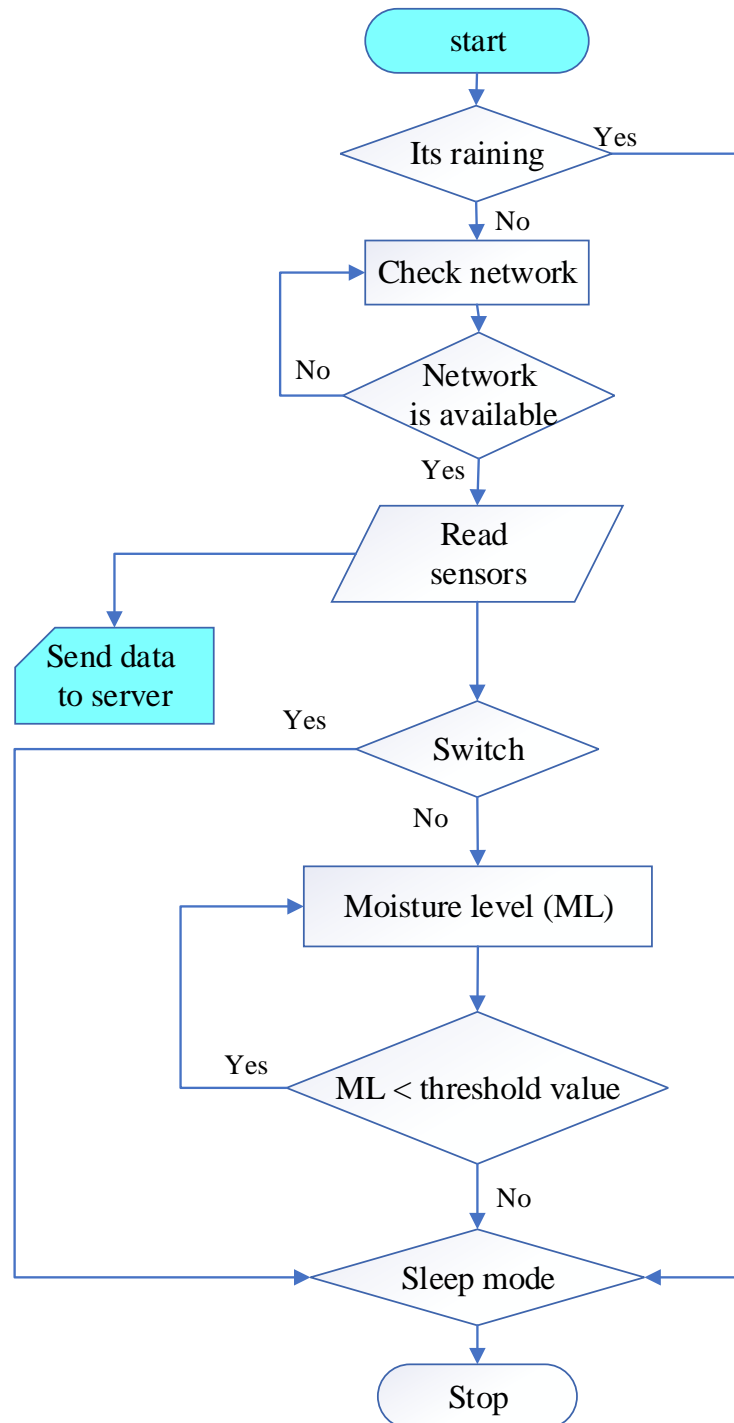 start
Its raining
Yes
No
Check network
No
Network
is available
Yes
Read
sensors
Send data
to server
Yes
Switch
No
Moisture level (ML)
Yes
ML < threshold value
No
Sleep mode
Stop